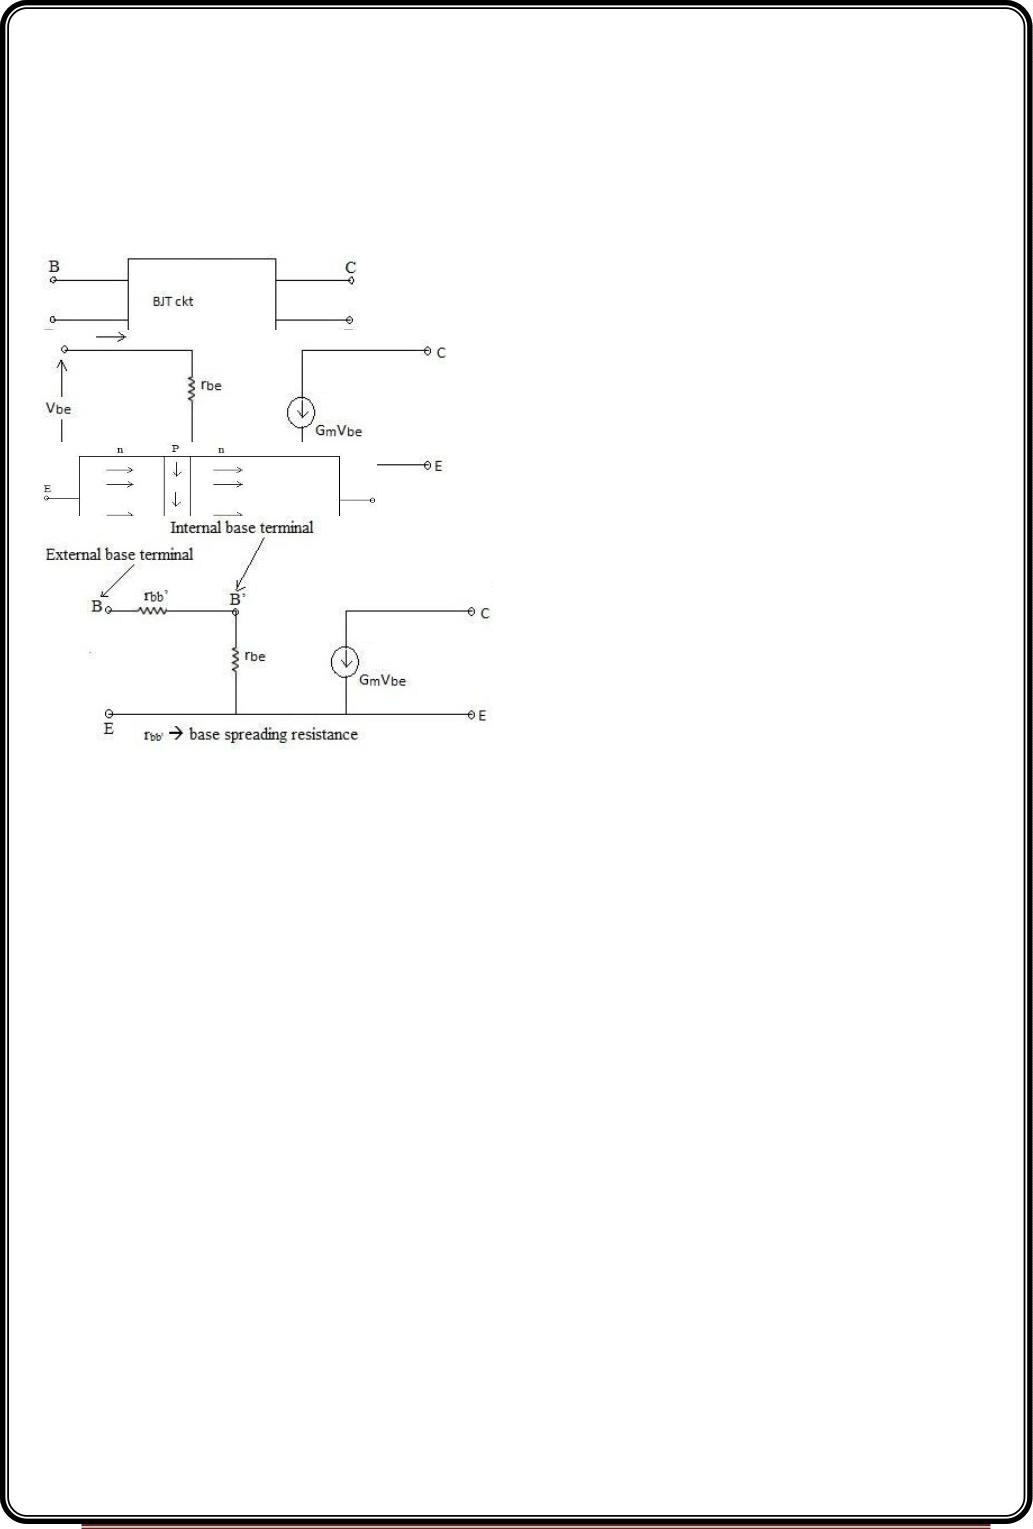 B C
BJT ckt
C
rbe
Vbe
GmVbe
n P n
E
E
Internal base terminal
External base terminal
rbb'
B B'
C
rbe
GmVbe
E
E
rbb' → base spreading resistance